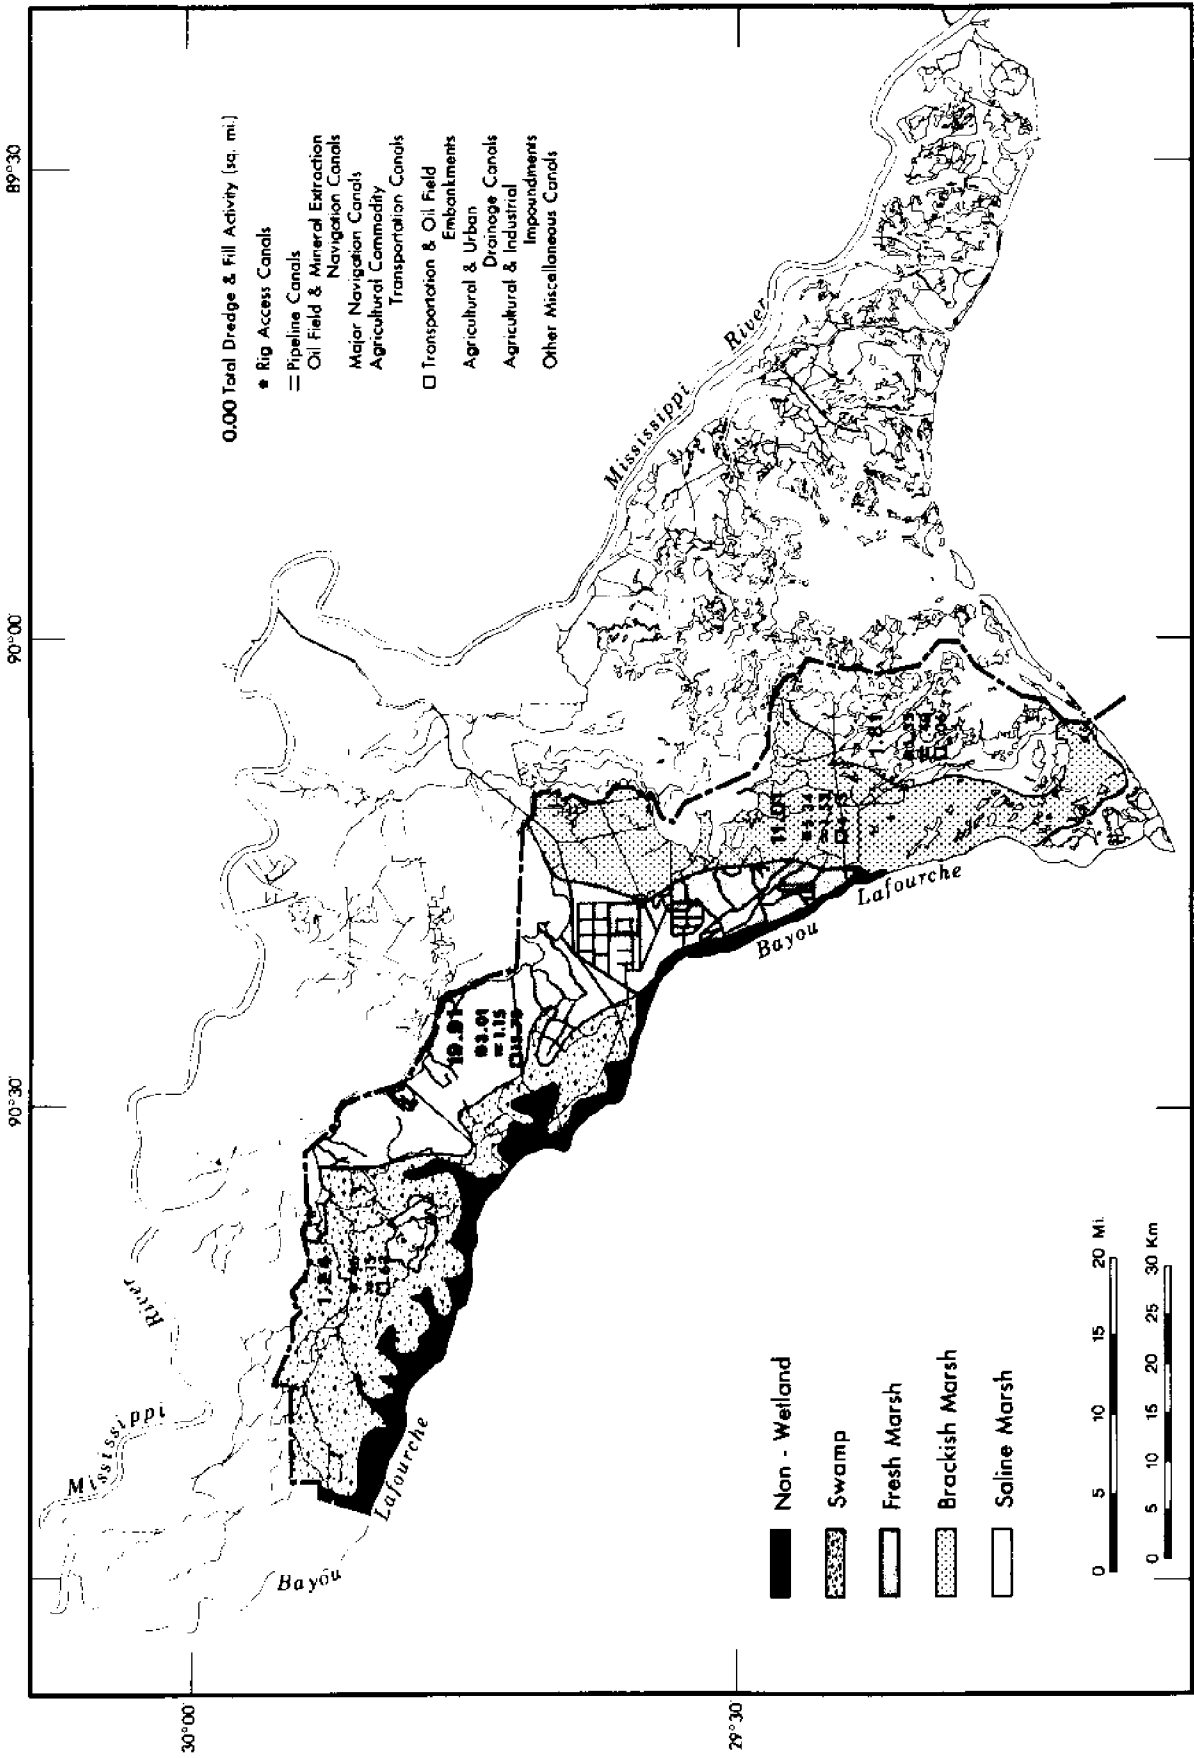 89°30
90°00
90°30
30°00
29°30
0.00 Total Dredge & Fill Activity (sq. mi.)
* Rig Access Canals
= Pipeline Canals
Oil Field & Mineral Extraction
Navigation Canals
Major Navigation Canals
Agricultural Commodity
Transportation Canals
□ Transportation & Oil Field
Embankments
Agricultural & Urban
Drainage Canals
Agricultural & Industrial
Impoundments
Other Miscellaneous Canals
Mississippi
River
Mississippi
River
Bayou
Lafourche
Bayou
Lafourche
19.91
3.01
= 1.15
11.01
1.81
Non - Wetland
Swamp
Fresh Marsh
Brackish Marsh
Saline Marsh
0 5 10 15 20 Mi.
0 5 10 15 20 25 30 Km